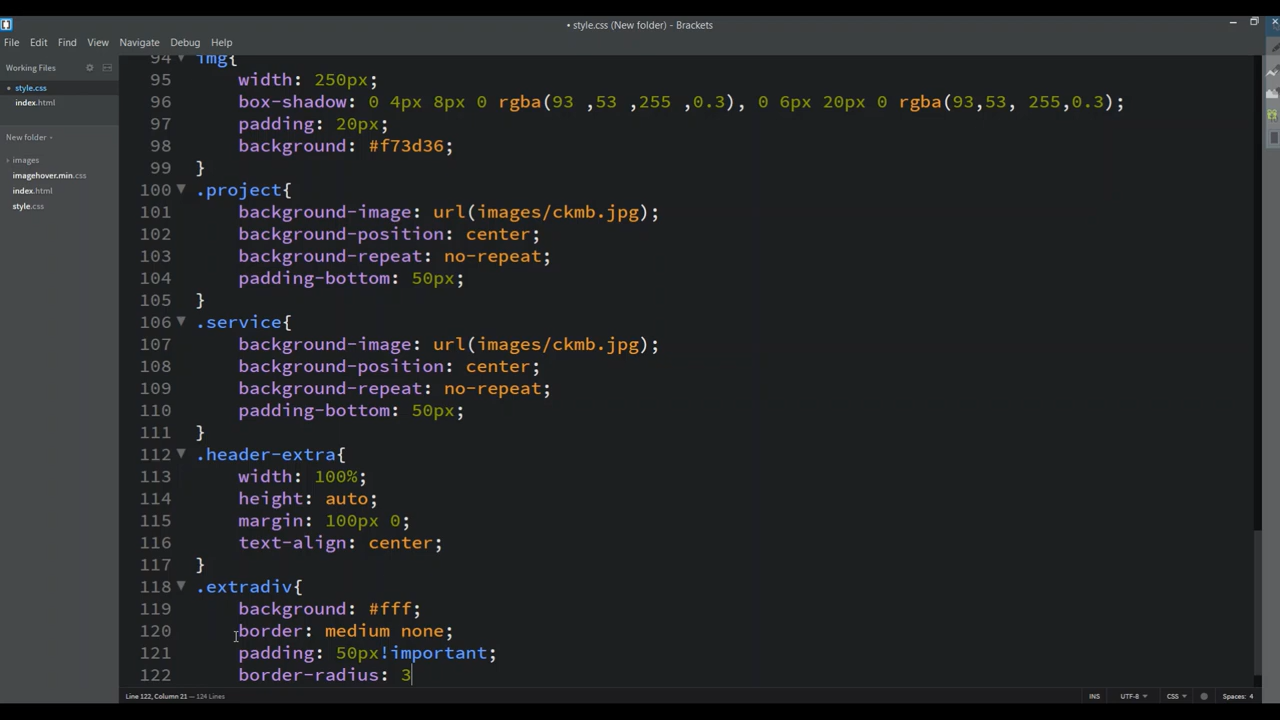 • style.css (New folder) - Brackets
File Edit Find View Navigate Debug Help
Working Files
• style.css
index.html
New folder
images
imagehover.min.css
index.html
style.css
94 img{
95 width: 250px;
96 box-shadow: 0 4px 8px 0 rgba(93 ,53 ,255 ,0.3), 0 6px 20px 0 rgba(93,53, 255,0.3);
97 padding: 20px;
98 background: #f73d36;
99 }
100 .project{
101 background-image: url(images/ckmb.jpg);
102 background-position: center;
103 background-repeat: no-repeat;
104 padding-bottom: 50px;
105 }
106 .service{
107 background-image: url(images/ckmb.jpg);
108 background-position: center;
109 background-repeat: no-repeat;
110 padding-bottom: 50px;
111 }
112 .header-extra{
113 width: 100%;
114 height: auto;
115 margin: 100px 0;
116 text-align: center;
117 }
118 .extradiv{
119 background: #fff;
120 border: medium none;
121 padding: 50px!important;
122 border-radius: 3
Line 122, Column 21 — 124 Lines
INS UTF-8 CSS Spaces: 4